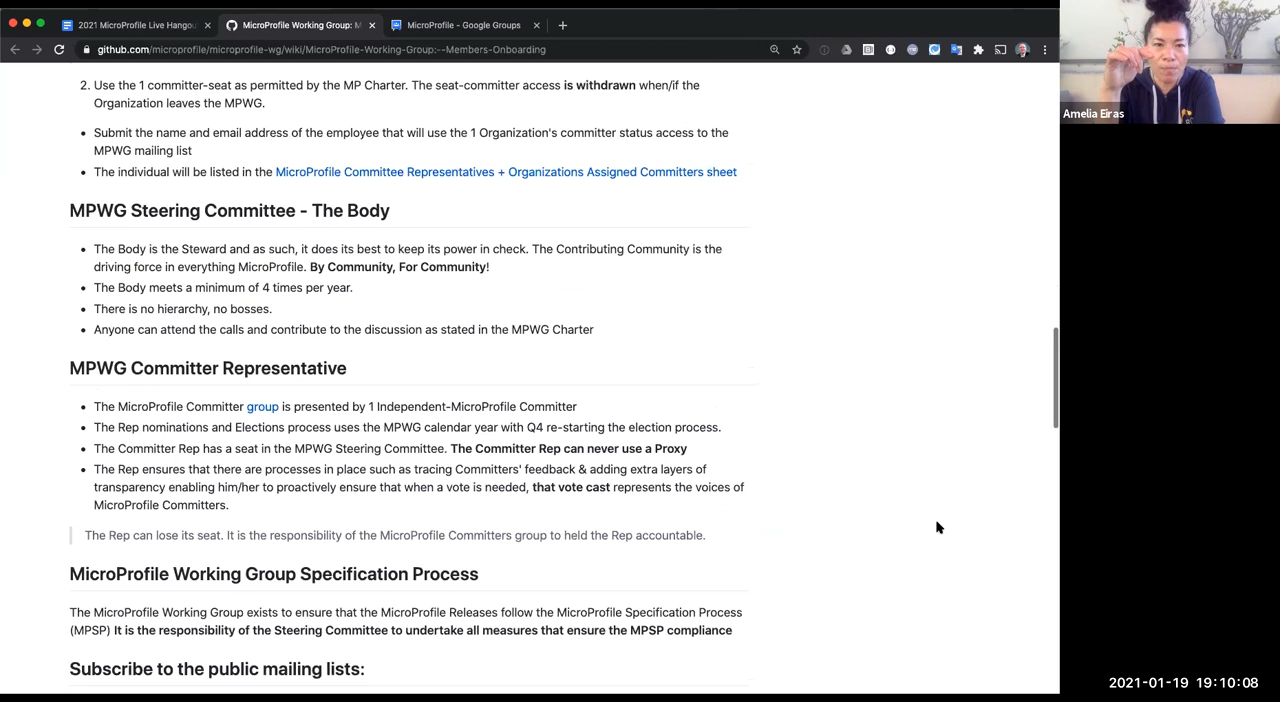 2021 MicroProfile Live Hangou
MicroProfile Working Group: M
MicroProfile - Google Groups
github.com/microprofile/microprofile-wg/wiki/MicroProfile-Working-Group:--Members-Onboarding
2. Use the 1 committer-seat as permitted by the MP Charter. The seat-committer access is withdrawn when/if the
Organization leaves the MPWG.
Submit the name and email address of the employee that will use the 1 Organization's committer status access to the
MPWG mailing list
The individual will be listed in the MicroProfile Committee Representatives + Organizations Assigned Committers sheet
MPWG Steering Committee - The Body
The Body is the Steward and as such, it does its best to keep its power in check. The Contributing Community is the
driving force in everything MicroProfile. By Community, For Community!
The Body meets a minimum of 4 times per year.
There is no hierarchy, no bosses.
Anyone can attend the calls and contribute to the discussion as stated in the MPWG Charter
MPWG Committer Representative
The MicroProfile Committer group is presented by 1 Independent-MicroProfile Committer
The Rep nominations and Elections process uses the MPWG calendar year with Q4 re-starting the election process.
The Committer Rep has a seat in the MPWG Steering Committee. The Committer Rep can never use a Proxy
The Rep ensures that there are processes in place such as tracing Committers' feedback & adding extra layers of
transparency enabling him/her to proactively ensure that when a vote is needed, that vote cast represents the voices of
MicroProfile Committers.
The Rep can lose its seat. It is the responsibility of the MicroProfile Committers group to held the Rep accountable.
MicroProfile Working Group Specification Process
The MicroProfile Working Group exists to ensure that the MicroProfile Releases follow the MicroProfile Specification Process
(MPSP) It is the responsibility of the Steering Committee to undertake all measures that ensure the MPSP compliance
Subscribe to the public mailing lists:
Amelia Eiras
2021-01-19 19:10:08